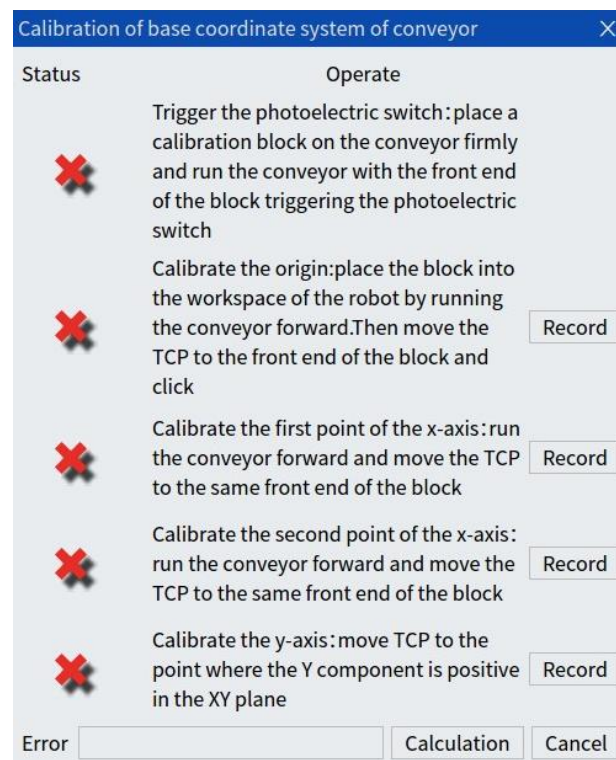 Calibration of base coordinate system of conveyor
Status Operate
Trigger the photoelectric switch:place a
calibration block on the conveyor firmly
and run the conveyor with the front end
of the block triggering the photoelectric
switch
Calibrate the origin:place the block into
the workspace of the robot by running
the conveyor forward.Then move the
TCP to the front end of the block and
click
Record
Calibrate the first point of the x-axis:run
the conveyor forward and move the TCP
to the same front end of the block
Record
Calibrate the second point of the x-axis:
run the conveyor forward and move the
TCP to the same front end of the block
Record
Calibrate the y-axis:move TCP to the
point where the Y component is positive
in the XY plane
Record
Error Calculation Cancel